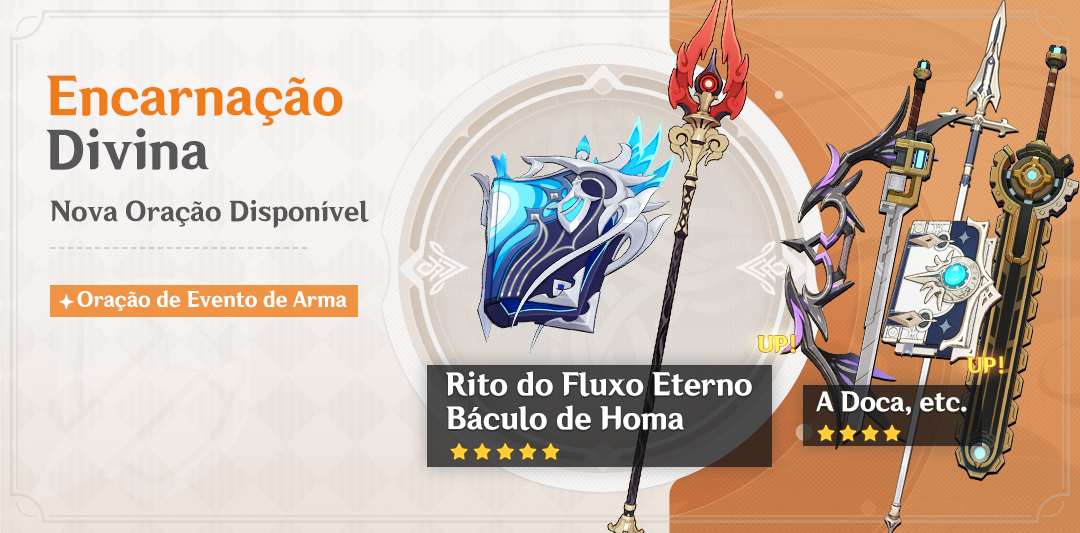 Encarnação
Divina
Nova Oração Disponível
Oração de Evento de Arma
UP!
Rito do Fluxo Eterno
Báculo de Homa
UP!
A Doca, etc.